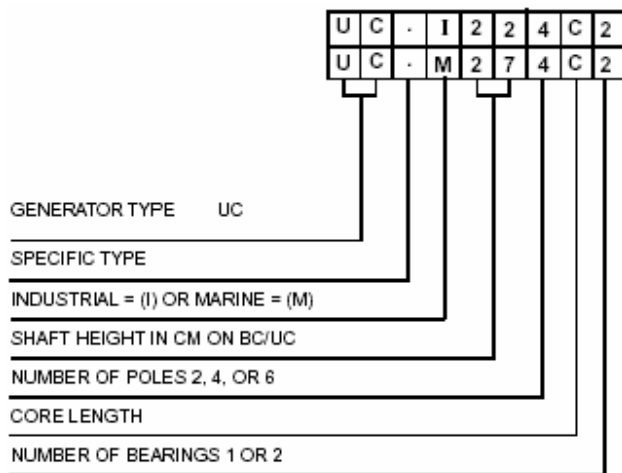 U C . I 2 2 4 C 2
U C . M 2 7 4 C 2
GENERATOR TYPE UC
SPECIFIC TYPE
INDUSTRIAL = (I) OR MARINE = (M)
SHAFT HEIGHT IN CM ON BC/UC
NUMBER OF POLES 2, 4, OR 6
CORE LENGTH
NUMBER OF BEARINGS 1 OR 2